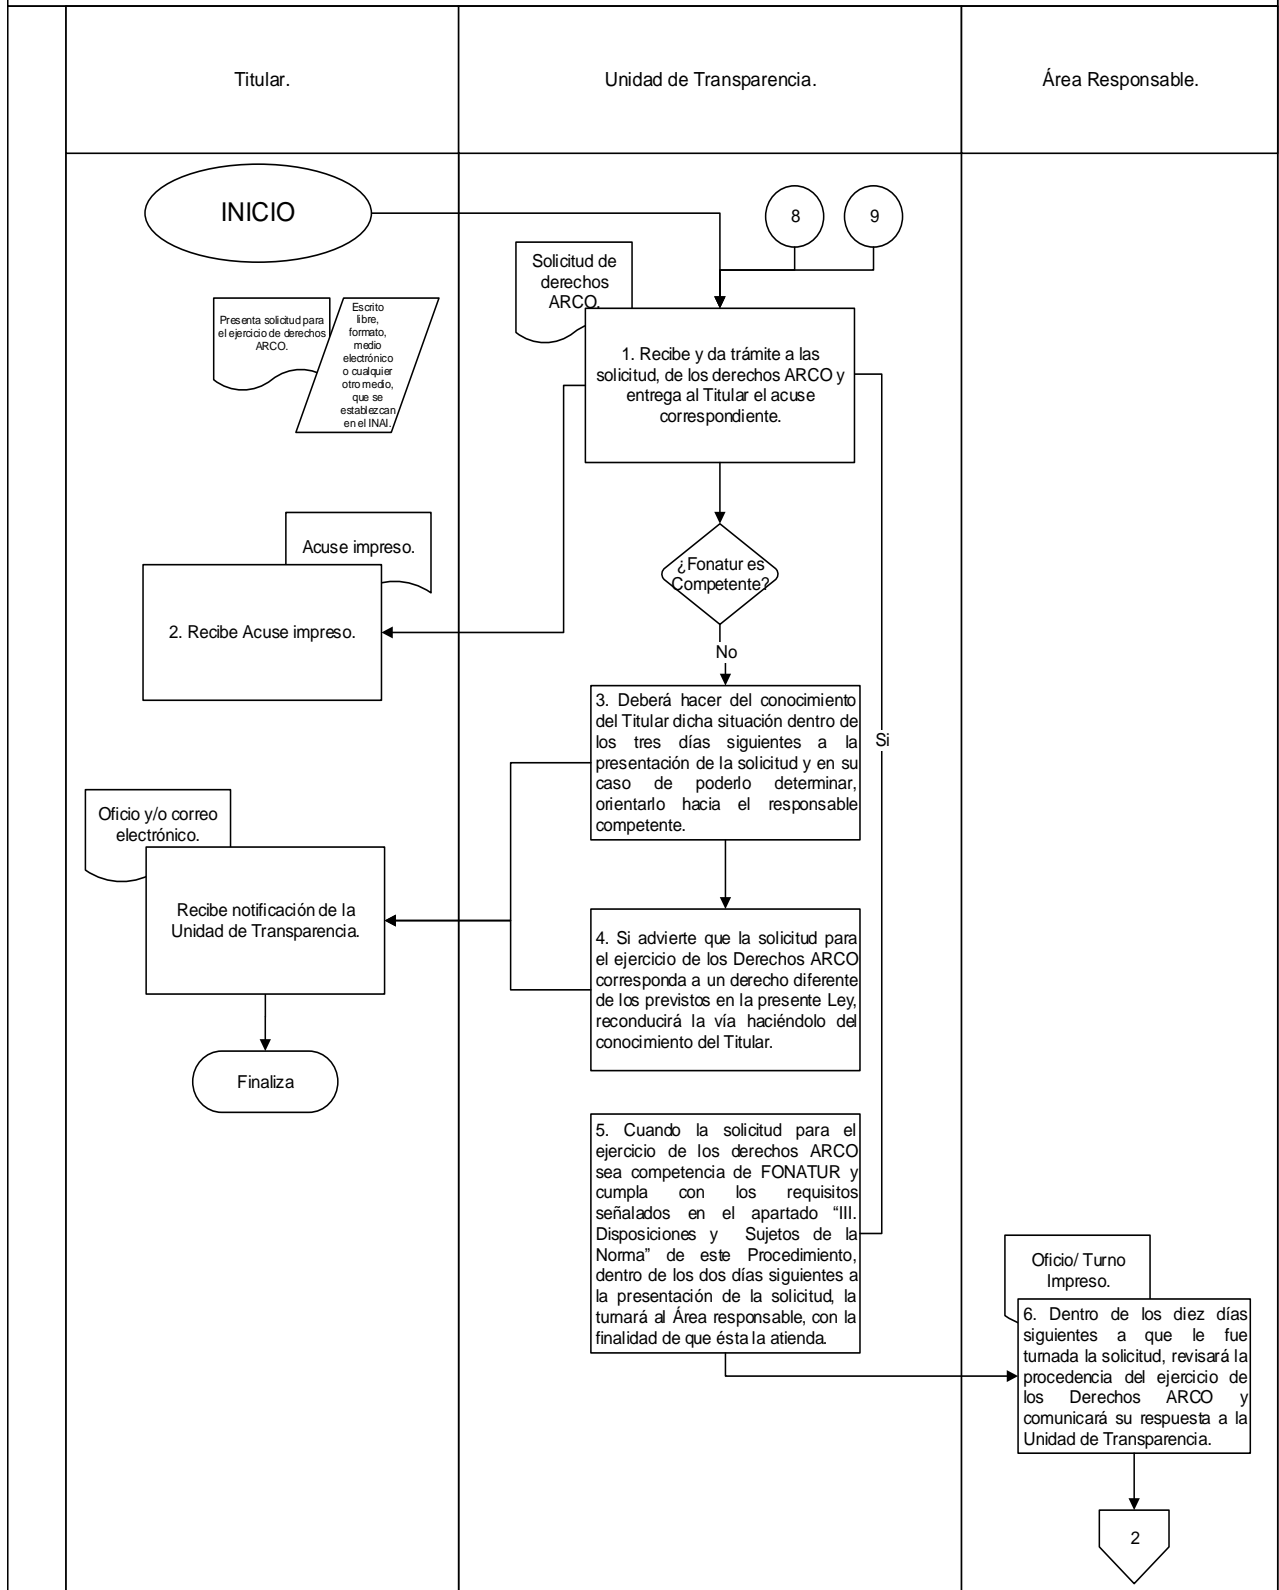 Titular.
Unidad de Transparencia.
Área Responsable.
INICIO
8
9
Solicitud de
derechos
ARCO.
Presenta solicitud para
el ejercicio de derechos
ARCO.
Escrito
libre,
formato,
medio
electrónico
o cualquier
otro medio,
que se
establezcan
en el INAI.
1. Recibe y da trámite a las
solicitud, de los derechos ARCO y
entrega al Titular el acuse
correspondiente.
Acuse impreso.
2. Recibe Acuse impreso.
¿Fonatur es
Competente?
No
Si
3. Deberá hacer del conocimiento
del Titular dicha situación dentro de
los tres días siguientes a la
presentación de la solicitud y en su
caso de poderlo determinar,
orientarlo hacia el responsable
competente.
Oficio y/o correo
electrónico.
Recibe notificación de la
Unidad de Transparencia.
4. Si advierte que la solicitud para
el ejercicio de los Derechos ARCO
corresponda a un derecho diferente
de los previstos en la presente Ley,
reconducirá la vía haciéndolo del
conocimiento del Titular.
Finaliza
5. Cuando la solicitud para el
ejercicio de los derechos ARCO
sea competencia de FONATUR y
cumpla con los requisitos
señalados en el apartado “III.
Disposiciones y Sujetos de la
Norma” de este Procedimiento,
dentro de los dos días siguientes a
la presentación de la solicitud, la
turnará al Área responsable, con la
finalidad de que ésta la atienda.
Oficio/ Turno
Impreso.
6. Dentro de los diez días
siguientes a que le fue
turnada la solicitud, revisará la
procedencia del ejercicio de
los Derechos ARCO y
comunicará su respuesta a la
Unidad de Transparencia.
2